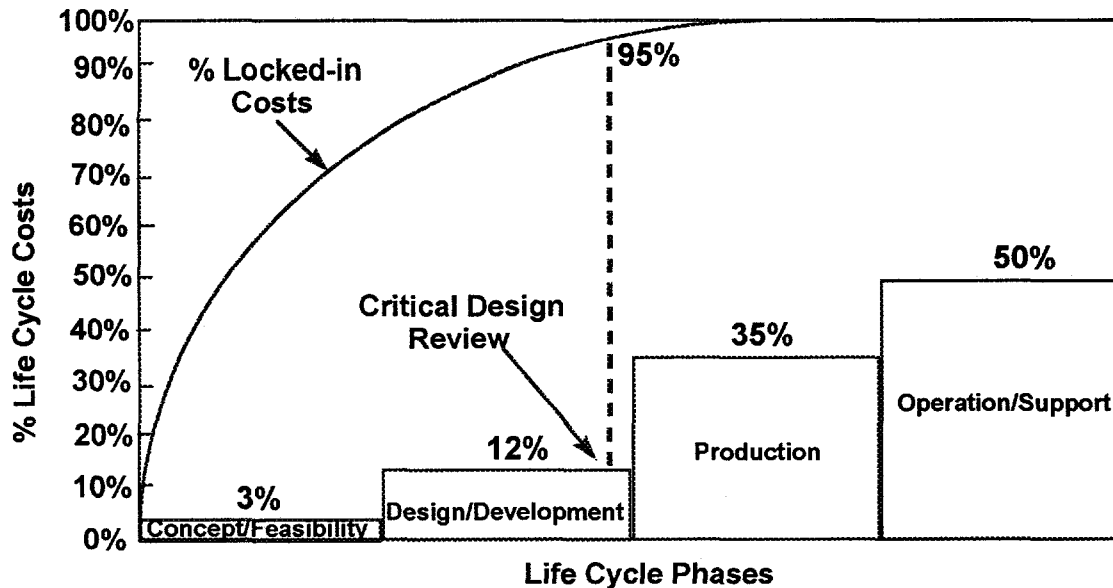 100%
90%
80%
70%
60%
50%
40%
30%
20%
10%
0%
% Life Cycle Costs
% Locked-in
Costs
95%
Critical Design
Review
3%
Concept/Feasibility
12%
Design/Development
35%
Production
50%
Operation/Support
Life Cycle Phases